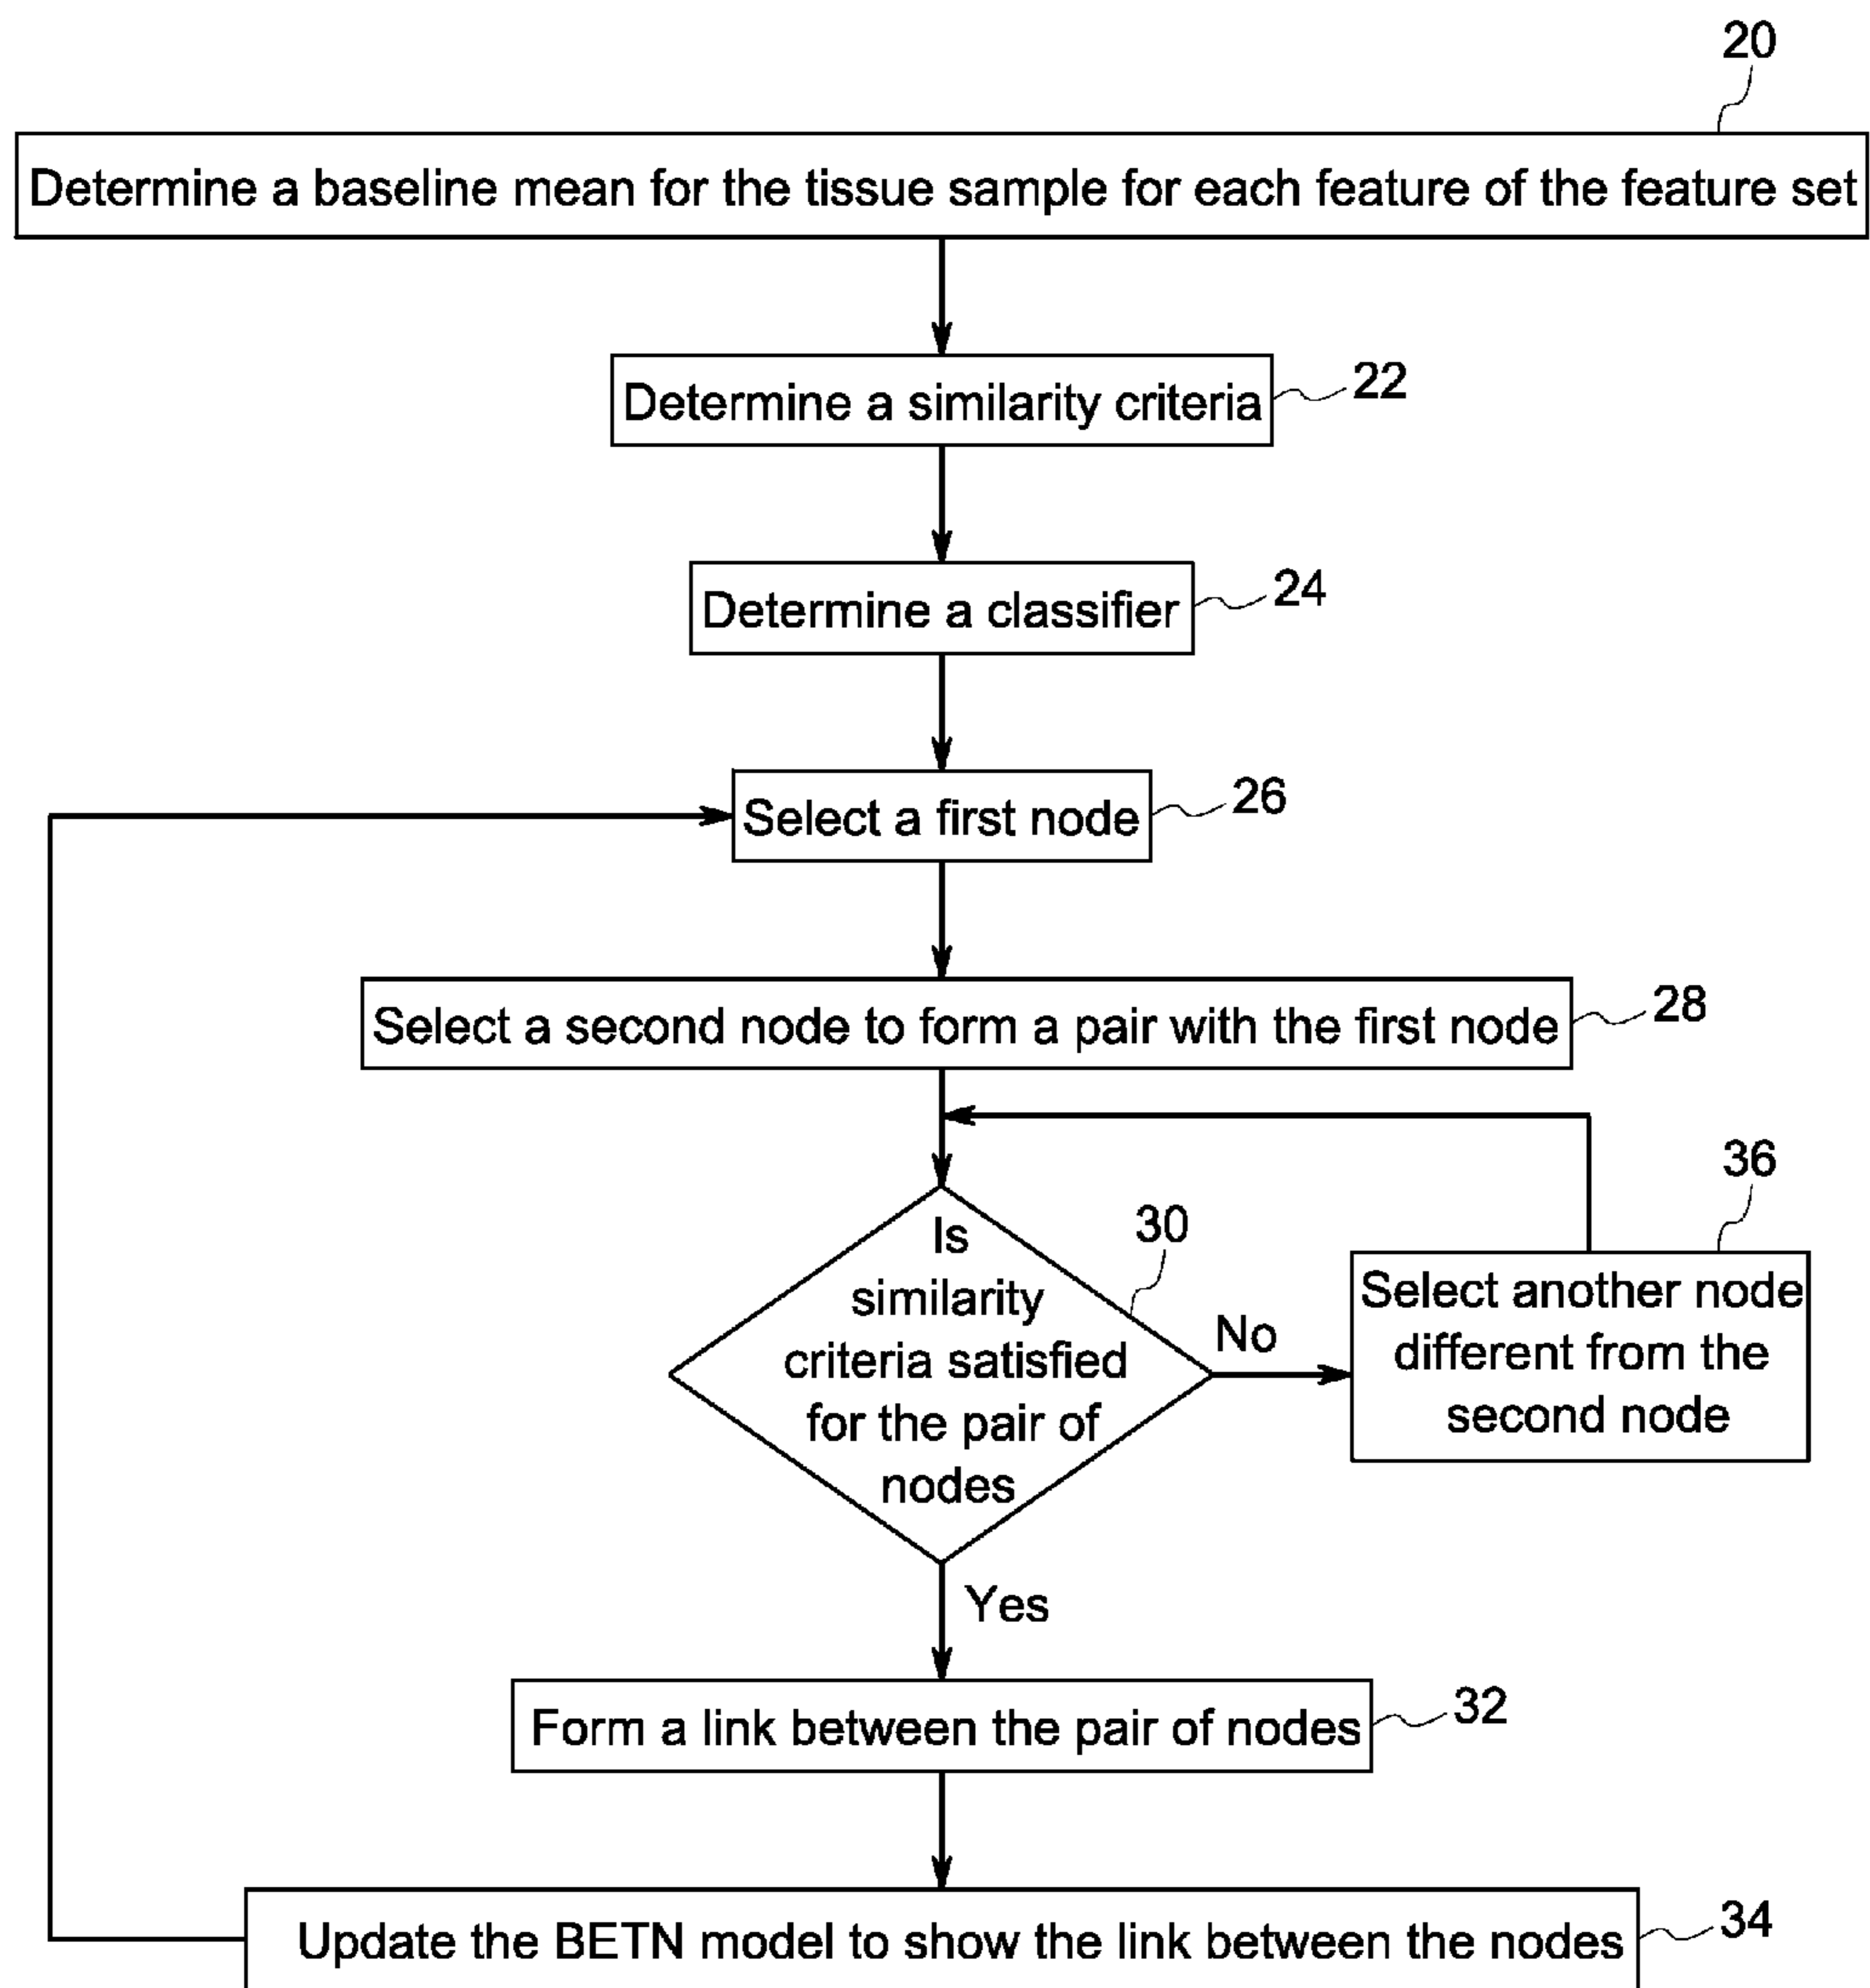 20
Determine a baseline mean for the tissue sample for each feature of the feature set
Determine a similarity criteria
22
Determine a classifier
24
Select a first node
26
Select a second node to form a pair with the first node
28
Is
similarity
criteria satisfied
for the pair of
nodes
30
No
36
Select another node
different from the
second node
Yes
Form a link between the pair of nodes
32
Update the BETN model to show the link between the nodes
34